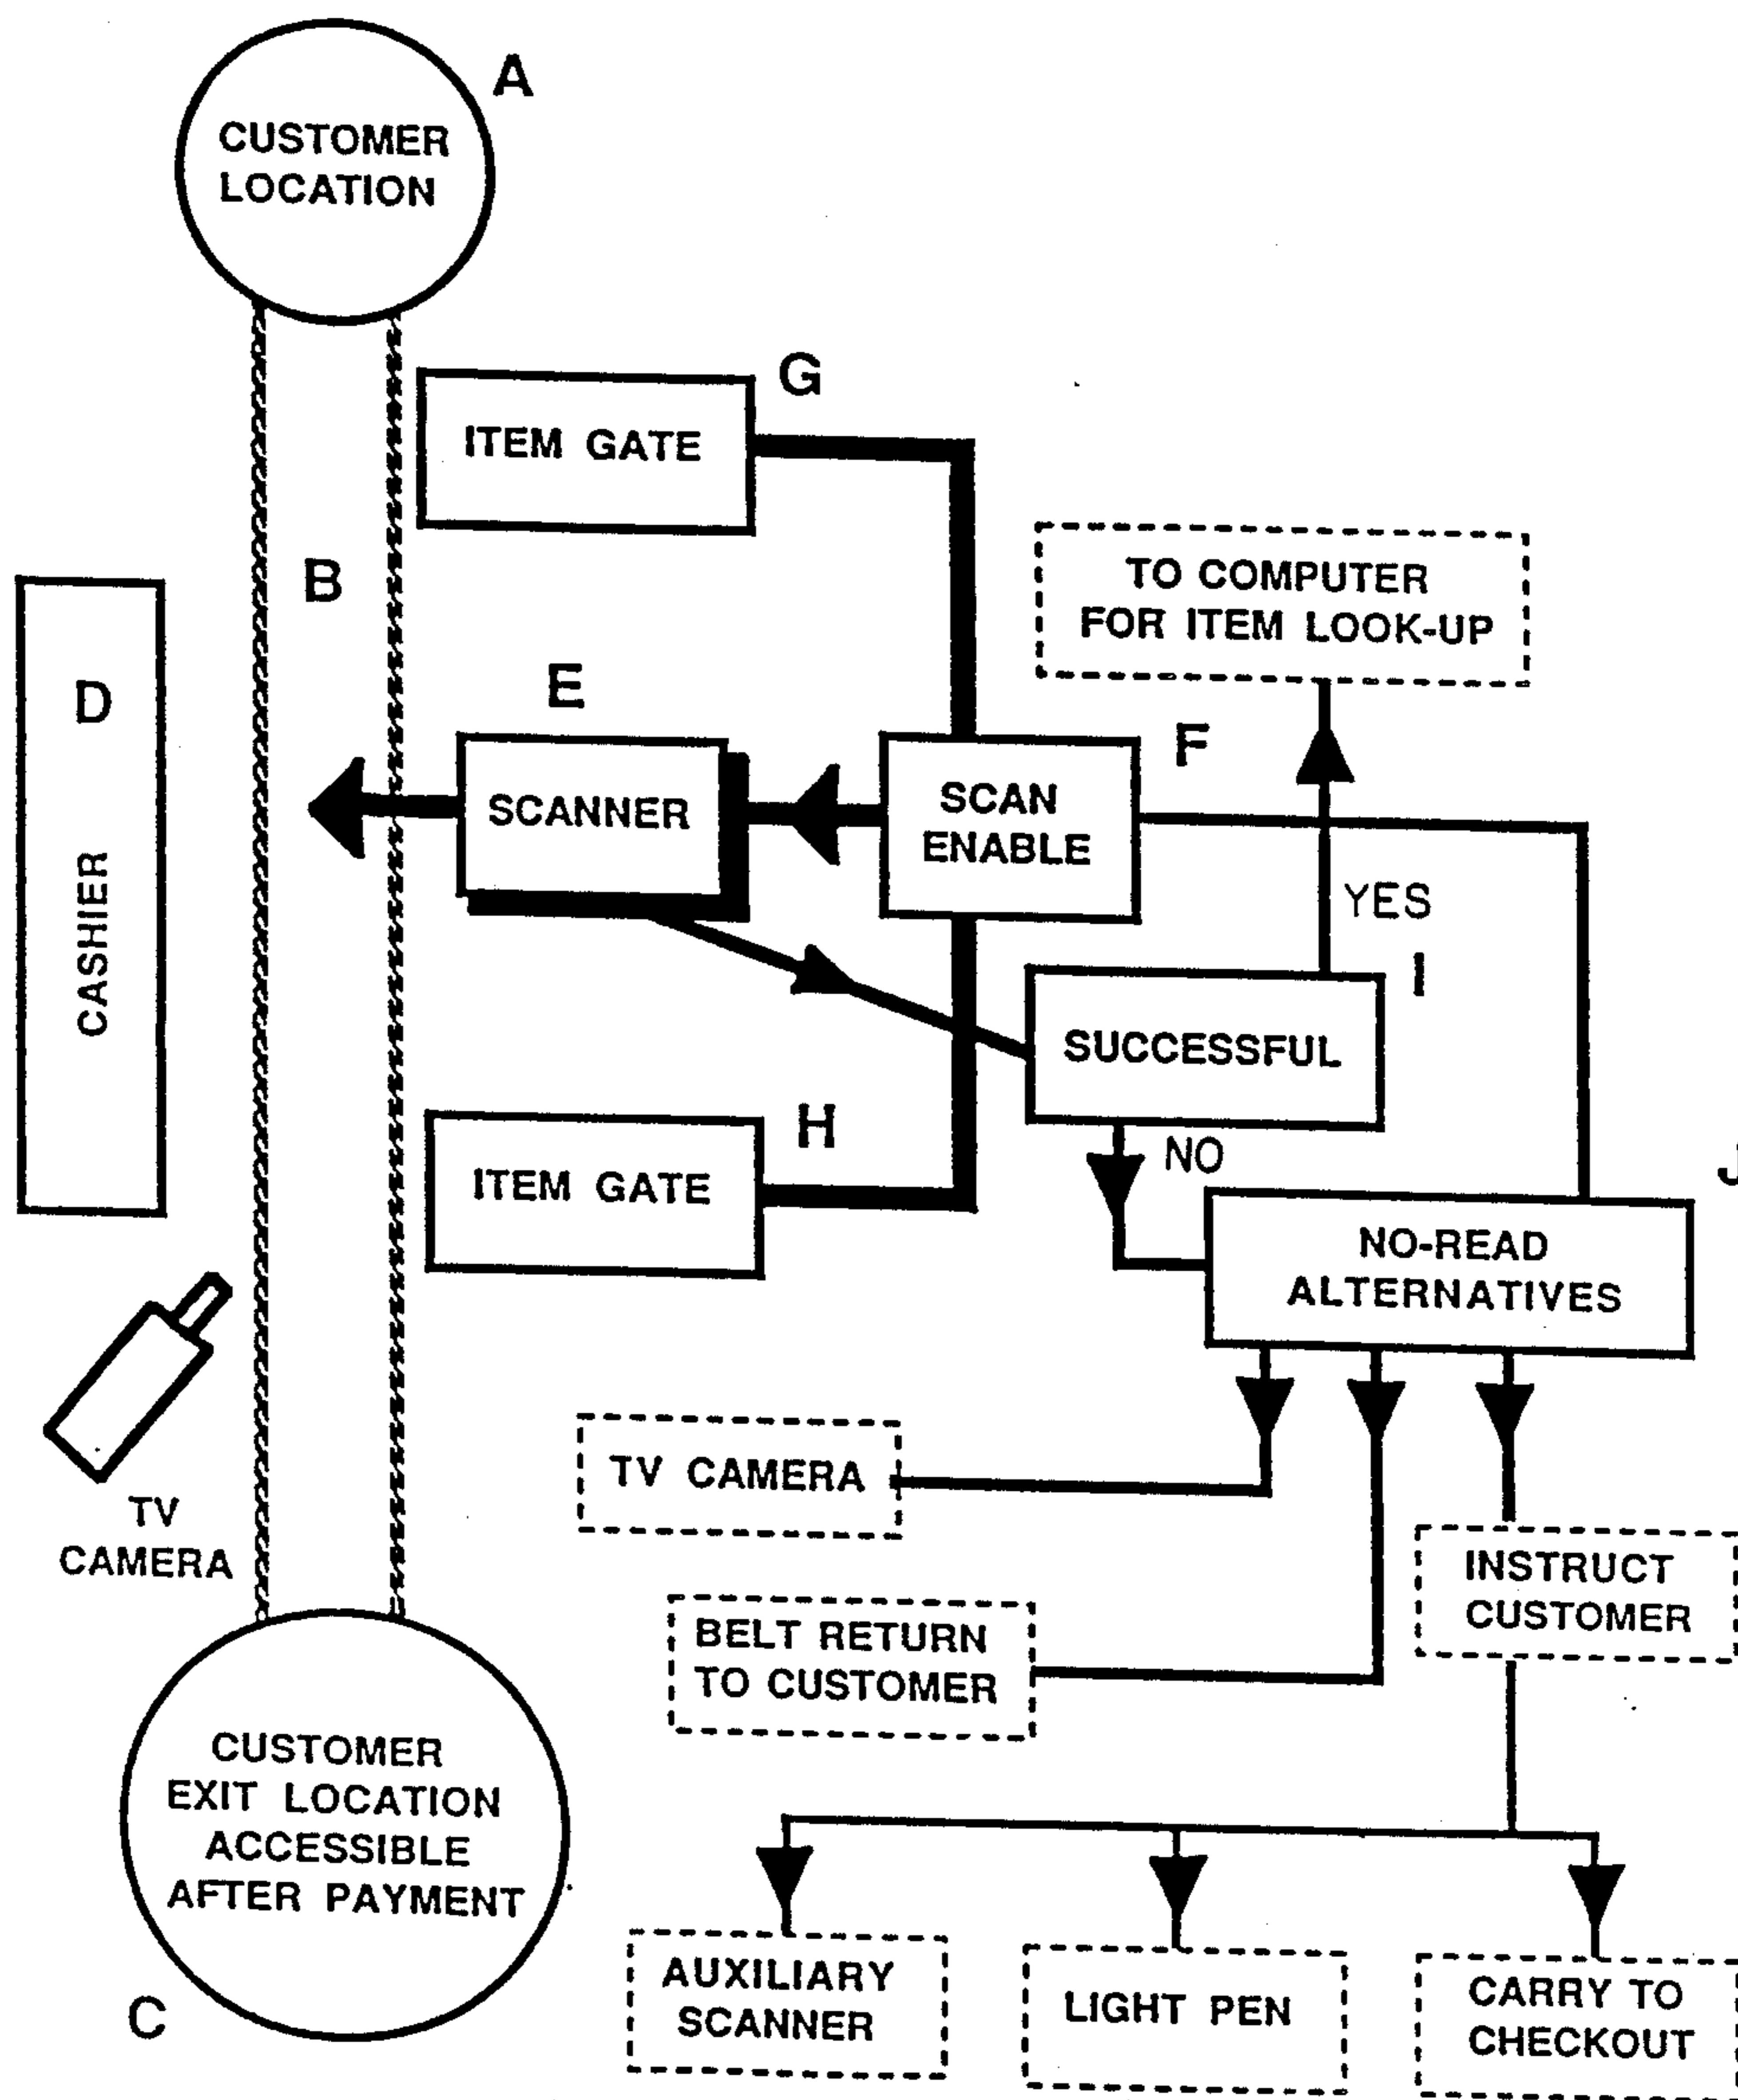 A
CUSTOMER
LOCATION
G
ITEM GATE
B
TO COMPUTER
FOR ITEM LOOK-UP
D
CASHIER
E
SCANNER
F
SCAN
ENABLE
YES
I
SUCCESSFUL
H
ITEM GATE
NO
J
NO-READ
ALTERNATIVES
TV
CAMERA
TV CAMERA
INSTRUCT
CUSTOMER
BELT RETURN
TO CUSTOMER
CUSTOMER
EXIT LOCATION
ACCESSIBLE
AFTER PAYMENT
C
AUXILIARY
SCANNER
LIGHT PEN
CARRY TO
CHECKOUT